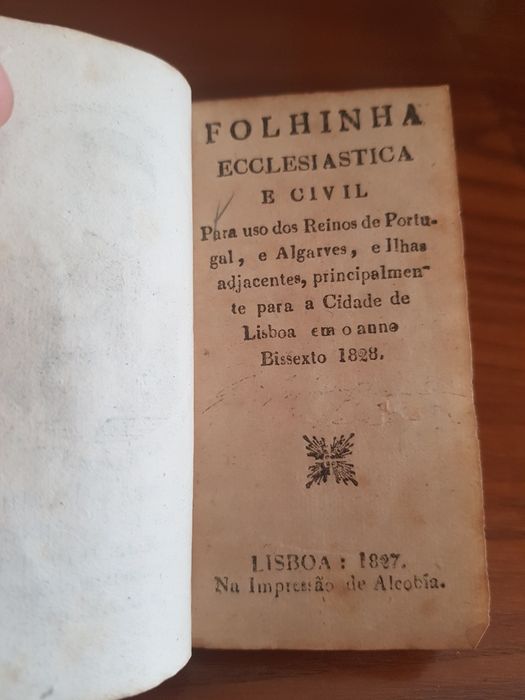 FOLHINHA
ECCLESIASTICA
E CIVIL
Para uso dos Reinos de Portu-
gal, e Algarves, e Ilhas
adjacentes, principalmen-
te para a Cidade de
Lisboa em o anno
Bissexto 1828.
LISBOA: 1827.
Na Impressão de Alcobía.